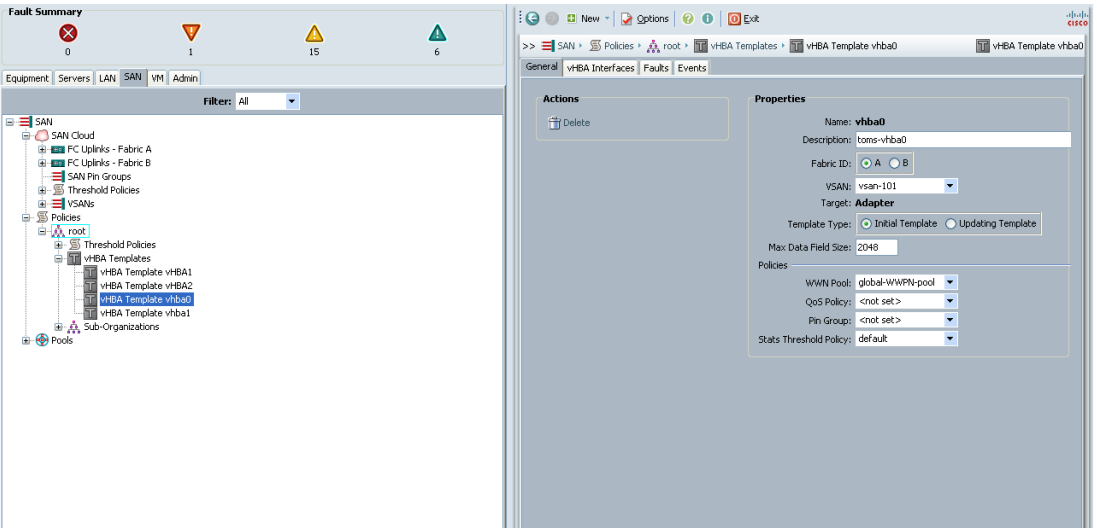 Fault Summary
0 1 15 6
Equipment Servers LAN SAN VM Admin
Filter: All
SAN
SAN Cloud
FC Uplinks - Fabric A
FC Uplinks - Fabric B
SAN Pin Groups
Threshold Policies
VSANs
Policies
root
Threshold Policies
vHBA Templates
vHBA Template vHBA1
vHBA Template vHBA2
vHBA Template vhba0
vHBA Template vhba1
Sub-Organizations
Pools
New Options Exit
CISCO
>> SAN Policies root vHBA Templates vHBA Template vhba0 vHBA Template vhba0
General vHBA Interfaces Faults Events
Actions
Delete
Properties
Name: vhba0
Description: toms-vhba0
Fabric ID: A B
VSAN: vsan-101
Target: Adapter
Template Type: Initial Template Updating Template
Max Data Field Size: 2048
Policies
WWN Pool: global-WWPN-pool
QoS Policy: <not set>
Pin Group: <not set>
Stats Threshold Policy: default